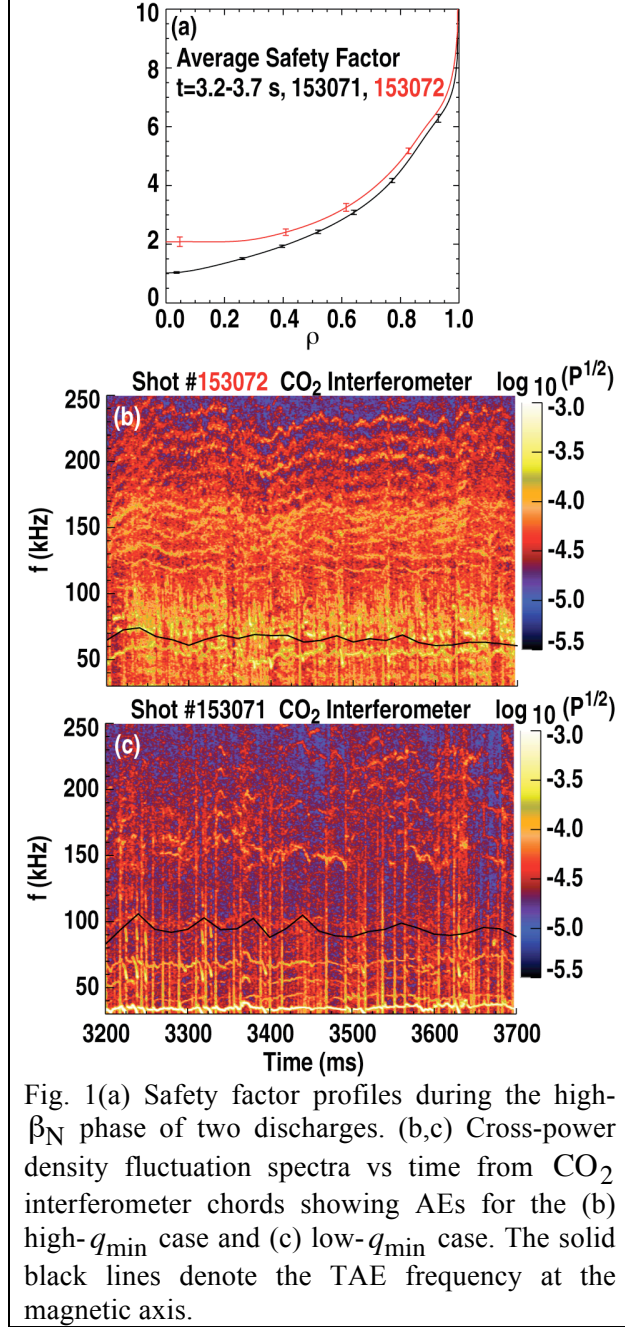 (a)
Average Safety Factor
t=3.2-3.7 s, 153071, 153072
10
8
6
4
2
0
0.0 0.2 0.4 0.6 0.8 1.0
ρ
Shot #153072 CO2 Interferometer log 10 (P^1/2)
(b)
250
200
150
100
50
f (kHz)
-3.0
-3.5
-4.0
-4.5
-5.0
-5.5
Shot #153071 CO2 Interferometer log 10 (P^1/2)
(c)
250
200
150
100
50
f (kHz)
-3.0
-3.5
-4.0
-4.5
-5.0
-5.5
3200 3300 3400 3500 3600 3700
Time (ms)
Fig. 1(a) Safety factor profiles during the high-
βN phase of two discharges. (b,c) Cross-power
density fluctuation spectra vs time from CO2
interferometer chords showing AEs for the (b)
high-qmin case and (c) low-qmin case. The solid
black lines denote the TAE frequency at the
magnetic axis.